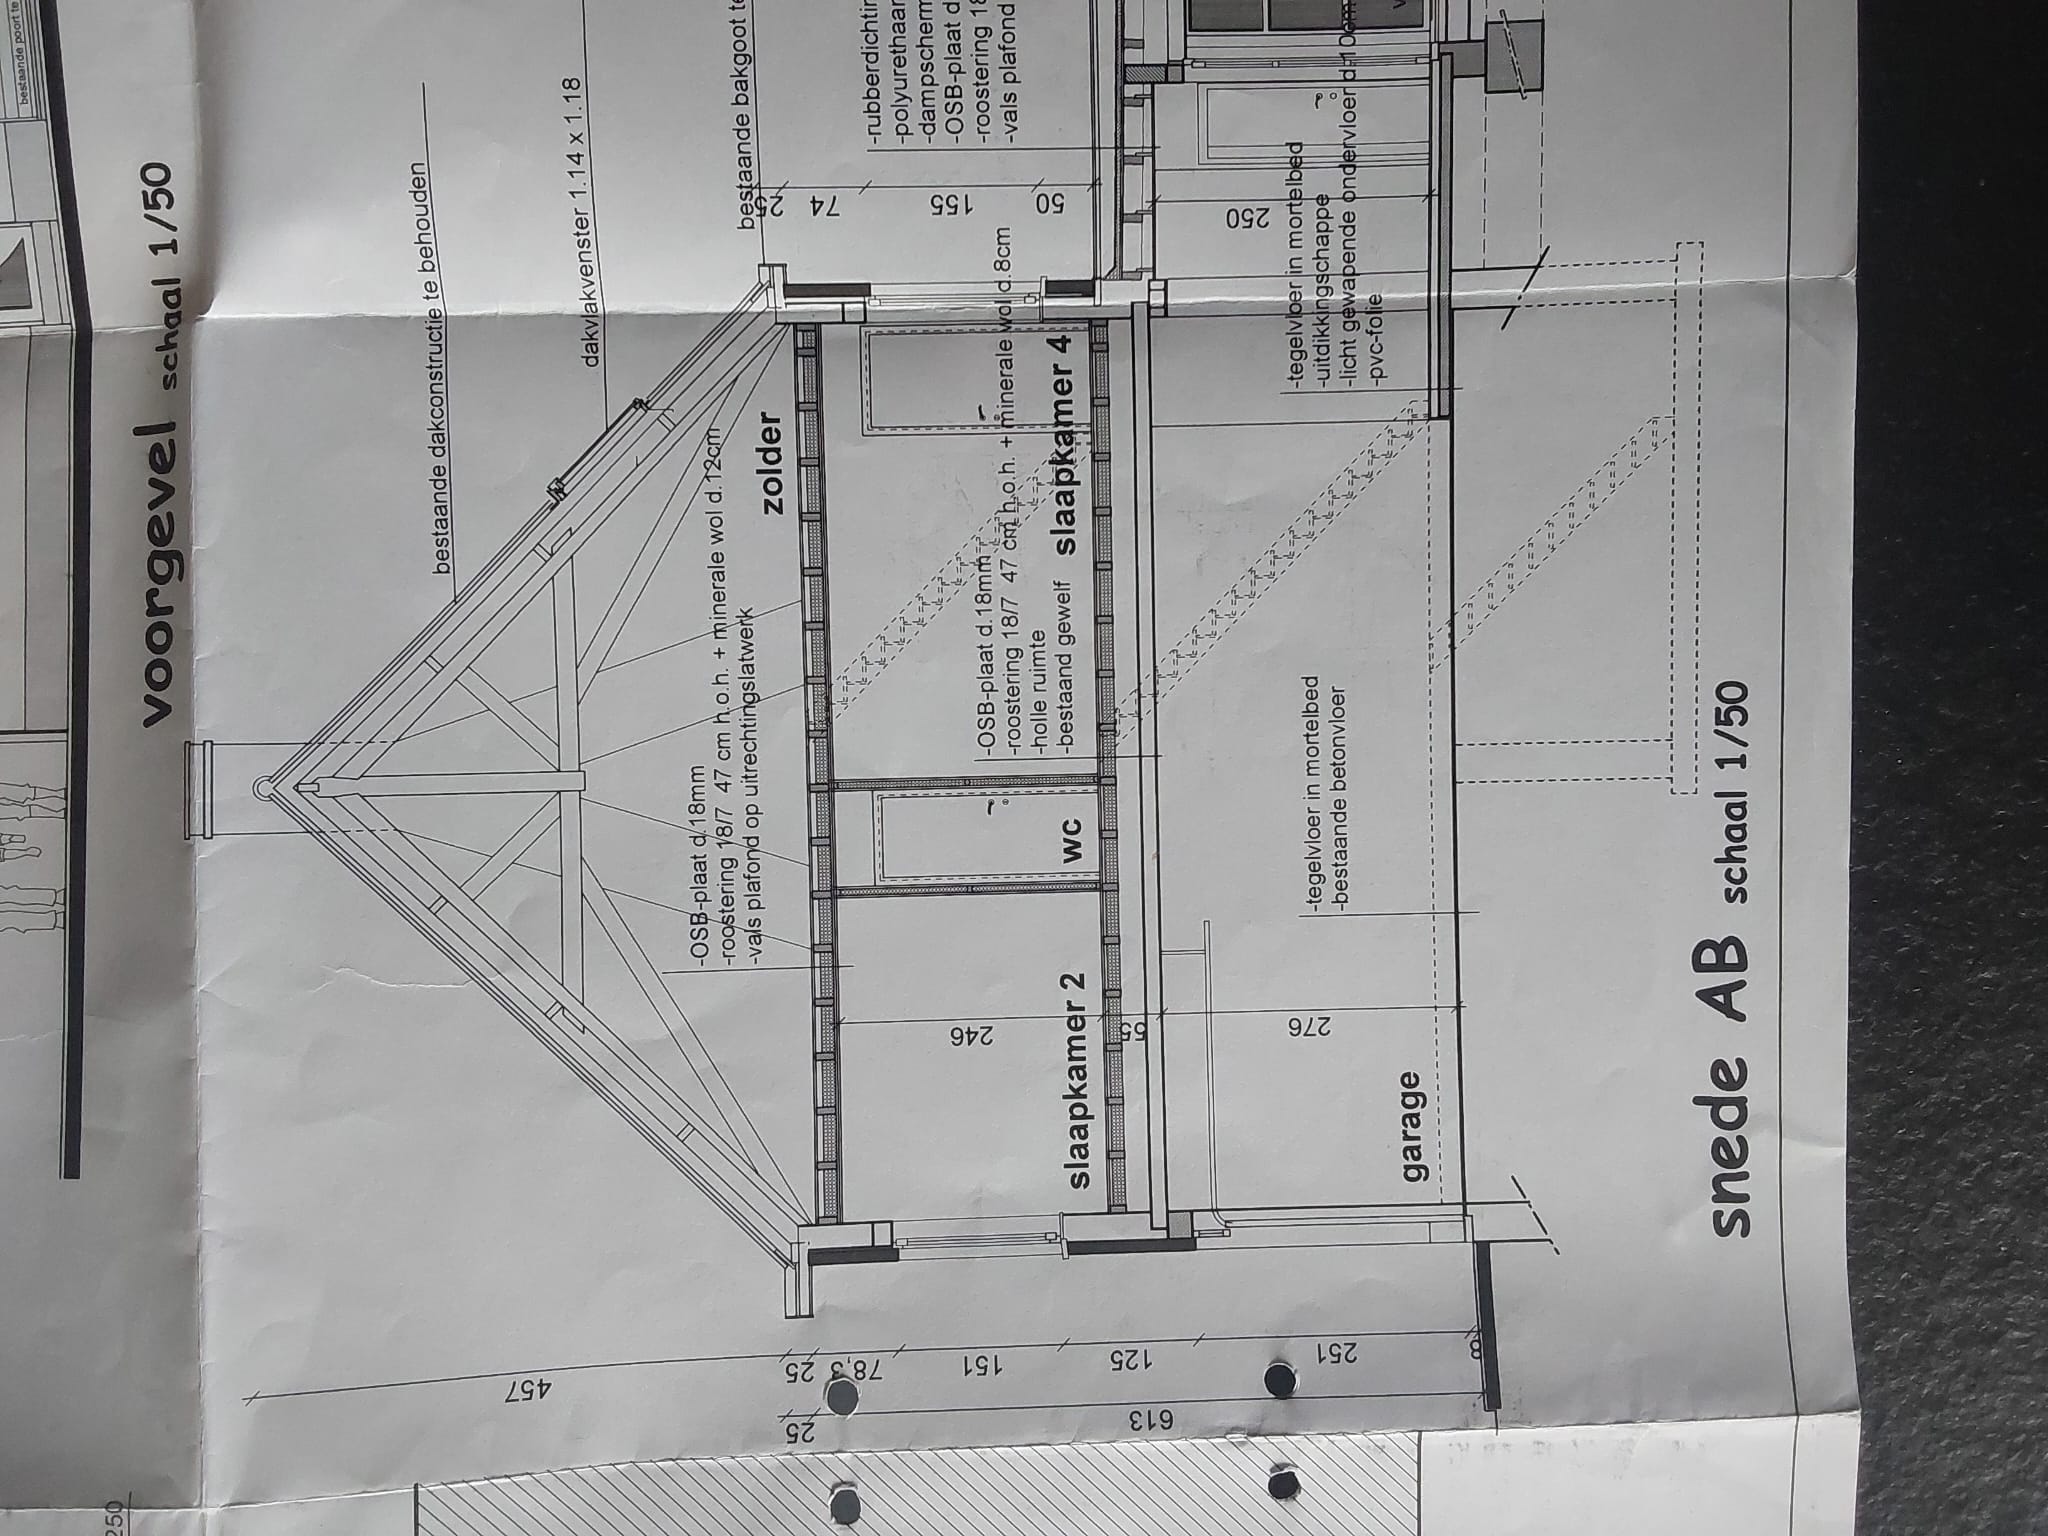 bestaande poort te
250
voorgevel schaal 1/50
bestaande dakconstructie te behouden
457
dakvlakvenster 1.14 x 1.18
-OSB-plaat d.18mm
-roostering 18/7 47 cm h.o.h. + minerale wol d.12cm
-vals plafond op uitrechtingslatwerk
zolder
bestaande bakgoot te
25
25
25
78,3
74
246
151
155
50
-rubberdichtin
-polyurethaan
-dampscherm
-OSB-plaat d
-roostering 18
-vals plafond
-OSB-plaat d.18mm
-roostering 18/7 47 cm h.o.h. + minerale wol d.8cm
-holle ruimte
-bestaand gewelf
slaapkamer 2
wc
slaapkamer 4
55
125
613
250
276
251
-tegelvloer in mortelbed
-bestaande betonvloer
-tegelvloer in mortelbed
-uitdikkingschappe
-licht gewapende ondervloer d.10cm
-pvc-folie
garage
8
snede AB schaal 1/50